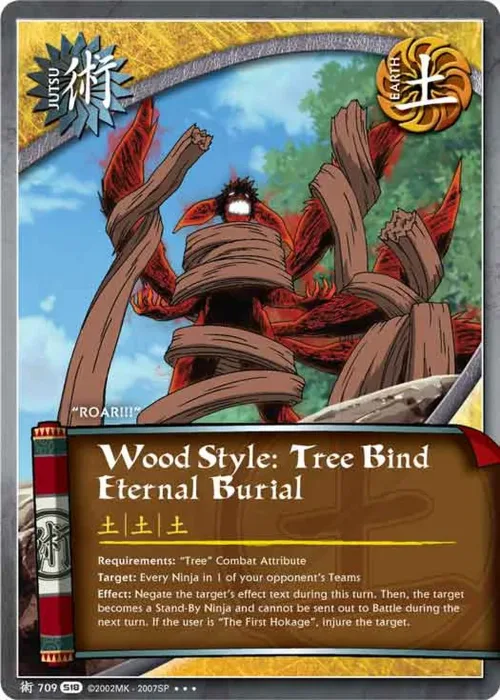 JUTSU
術
EARTH
土
"ROAR!!!"
Wood Style: Tree Bind
Eternal Burial
土|土|土
Requirements: "Tree" Combat Attribute
Target: Every Ninja in 1 of your opponent's Teams
Effect: Negate the target's effect text during this turn. Then, the target
becomes a Stand-By Ninja and cannot be sent out to Battle during the
next turn. If the user is "The First Hokage", injure the target.
術
術 709 S18 ©2002MK - 2007SP